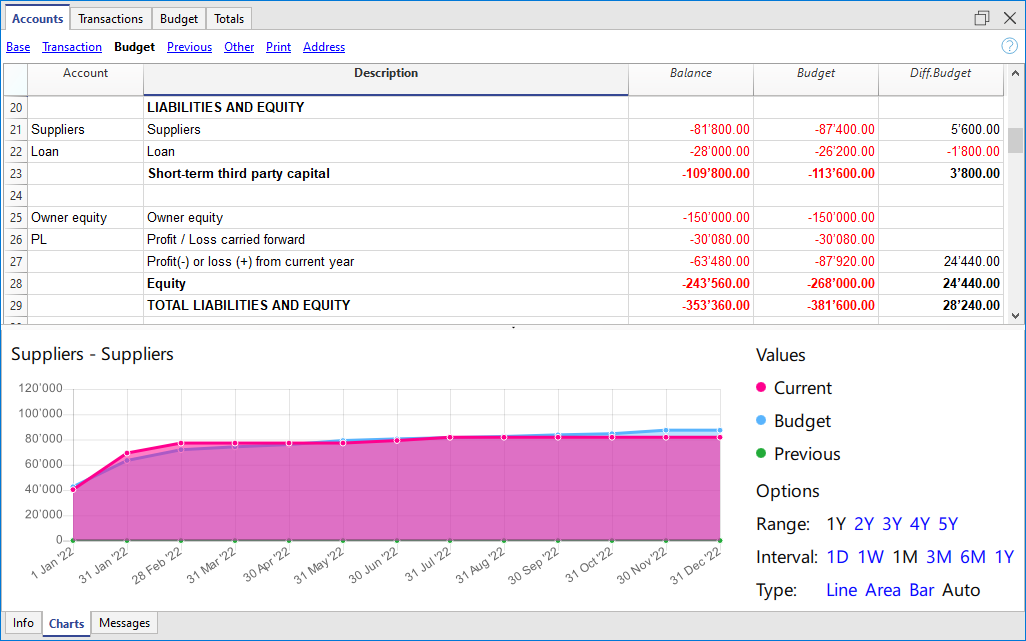 Accounts Transactions Budget Totals
Base Transaction Budget Previous Other Print Address ?
Account Description Balance Budget Diff.Budget
20 LIABILITIES AND EQUITY
21 Suppliers Suppliers -81'800.00 -87'400.00 5'600.00
22 Loan Loan -28'000.00 -26'200.00 -1'800.00
23 Short-term third party capital -109'800.00 -113'600.00 3'800.00
24
25 Owner equity Owner equity -150'000.00 -150'000.00
26 PL Profit / Loss carried forward -30'080.00 -30'080.00
27 Profit(-) or loss (+) from current year -63'480.00 -87'920.00 24'440.00
28 Equity -243'560.00 -268'000.00 24'440.00
29 TOTAL LIABILITIES AND EQUITY -353'360.00 -381'600.00 28'240.00
Suppliers - Suppliers
120'000
100'000
80'000
60'000
40'000
20'000
0
1 Jan '22 31 Jan '22 28 Feb '22 31 Mar '22 30 Apr '22 31 May '22 30 Jun '22 31 Jul '22 31 Aug '22 30 Sep '22 31 Oct '22 30 Nov '22 31 Dec '22
Values
Current
Budget
Previous
Options
Range: 1Y 2Y 3Y 4Y 5Y
Interval: 1D 1W 1M 3M 6M 1Y
Type: Line Area Bar Auto
Info Charts Messages